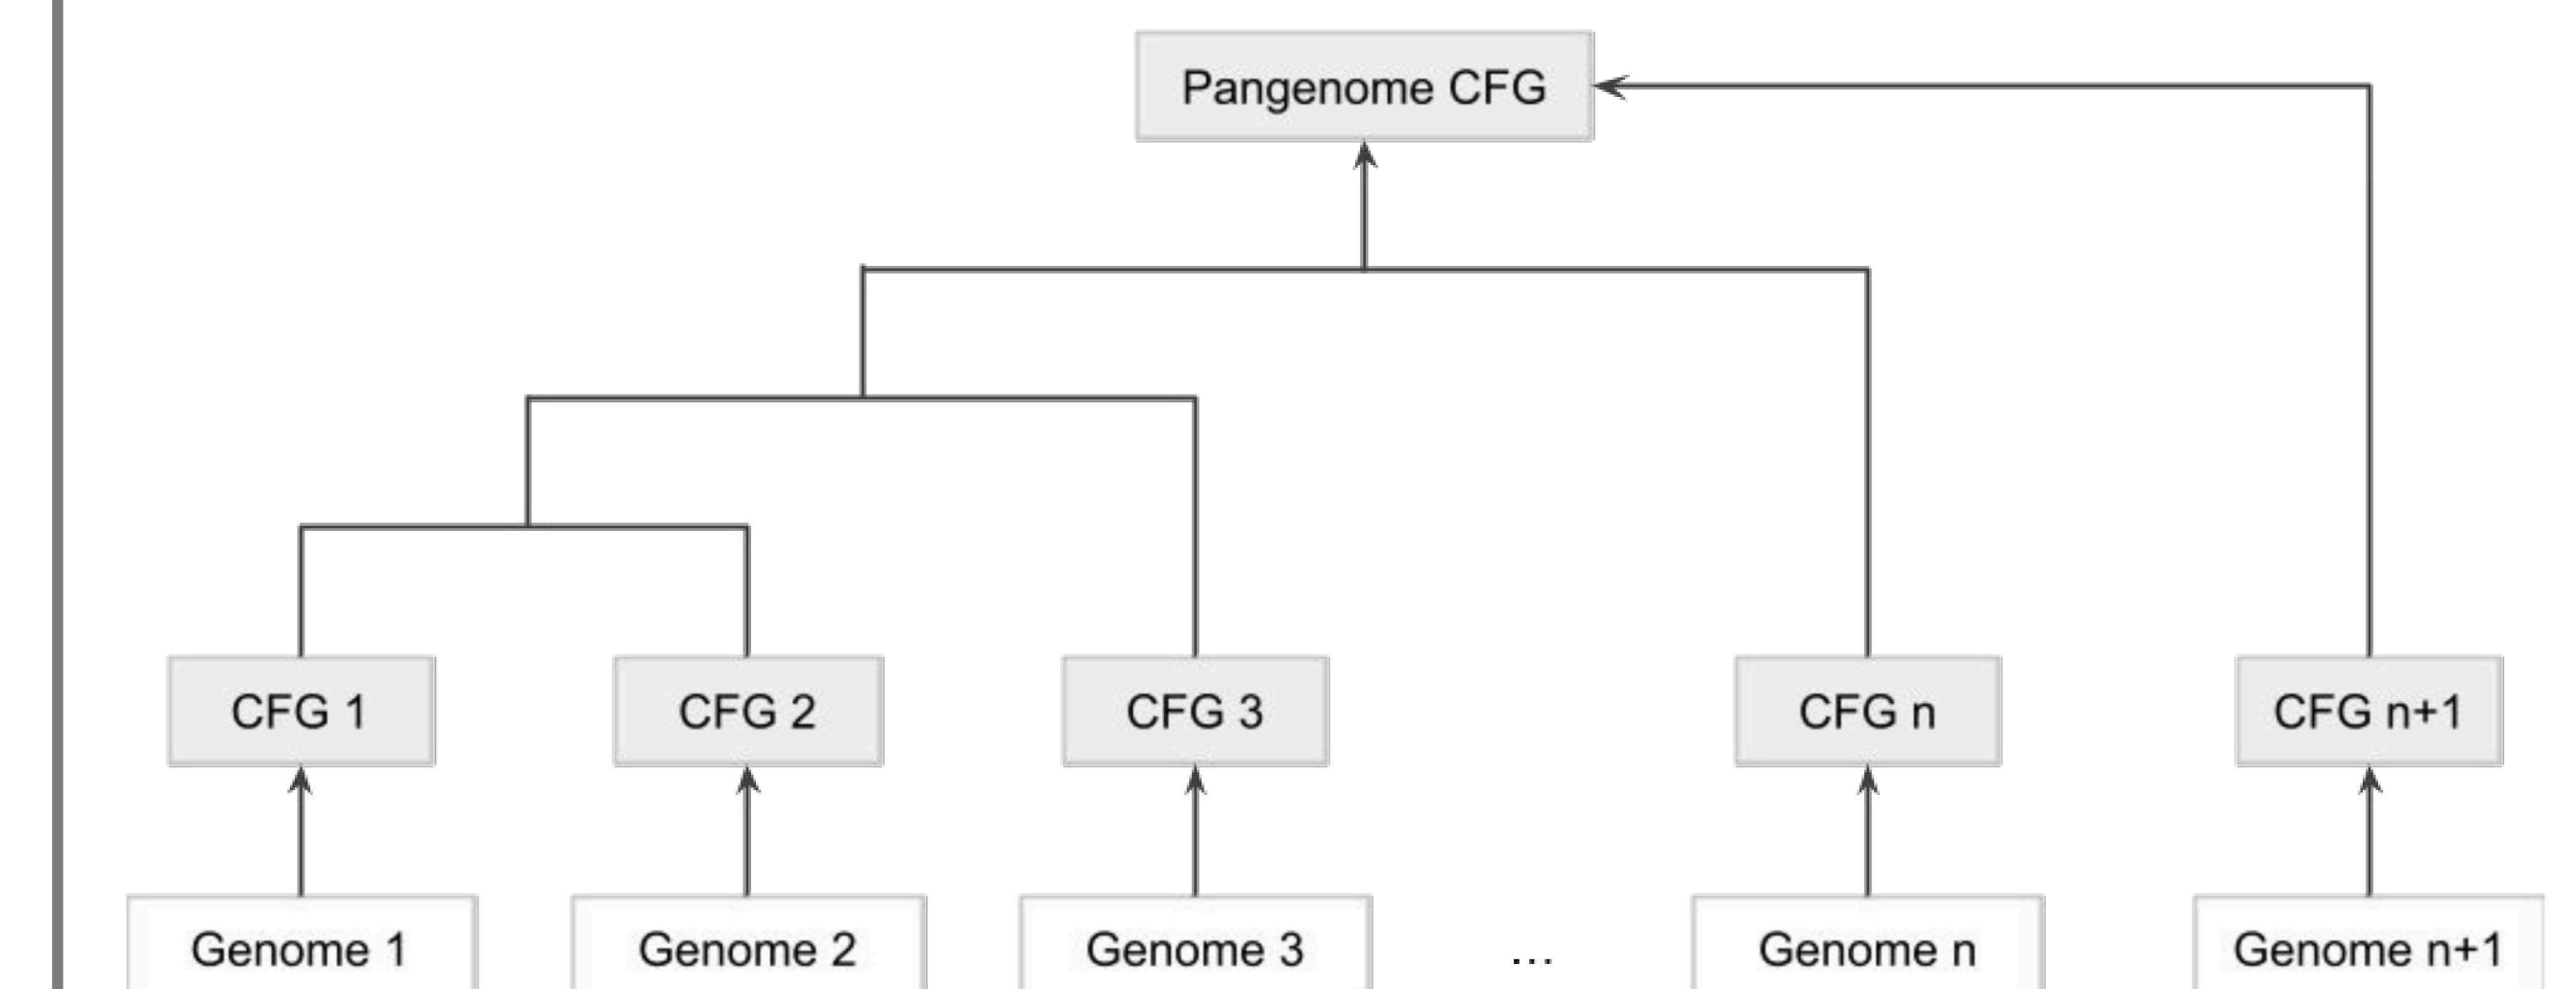 Pangenome CFG
CFG 1
CFG 2
CFG 3
CFG n
CFG n+1
Genome 1
Genome 2
Genome 3
...
Genome n
Genome n+1